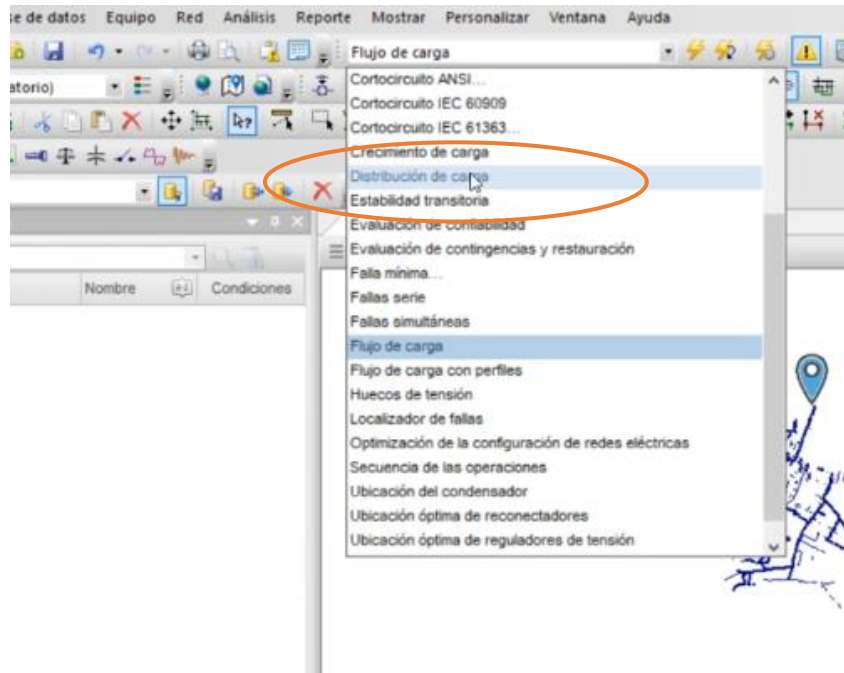 se de datos Equipo Red Análisis Reporte Mostrar Personalizar Ventana Ayuda
Flujo de carga
atorio)
Cortocircuito ANSI...
Cortocircuito IEC 60909
Cortocircuito IEC 61363...
Crecimiento de carga
Distribución de carga
Estabilidad transitoria
Evaluación de confiabilidad
Evaluación de contingencias y restauración
Nombre Condiciones
Falla mínima...
Fallas serie
Fallas simultáneas
Flujo de carga
Flujo de carga con perfiles
Huecos de tensión
Localizador de fallas
Optimización de la configuración de redes eléctricas
Secuencia de las operaciones
Ubicación del condensador
Ubicación óptima de reconectadores
Ubicación óptima de reguladores de tensión